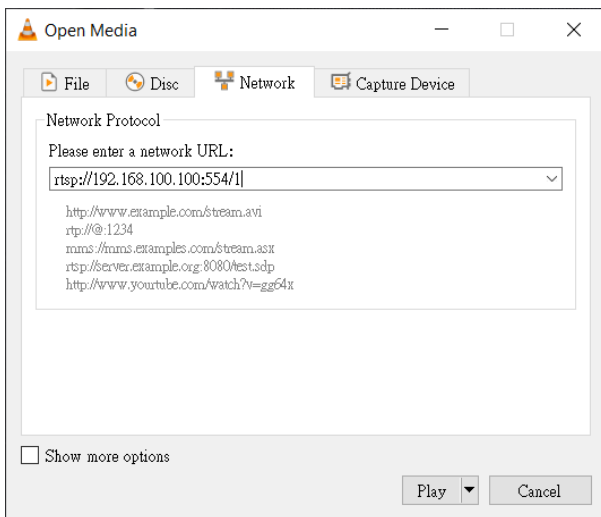 Open Media
File Disc Network Capture Device
Network Protocol
Please enter a network URL:
rtsp://192.168.100.100:554/1
http://www.example.com/stream.avi
rtp://@:1234
mms://mms.examples.com/stream.asx
rtsp://server.example.org:8080/test.sdp
http://www.yourtube.com/watch?v=gg64x
Show more options
Play Cancel